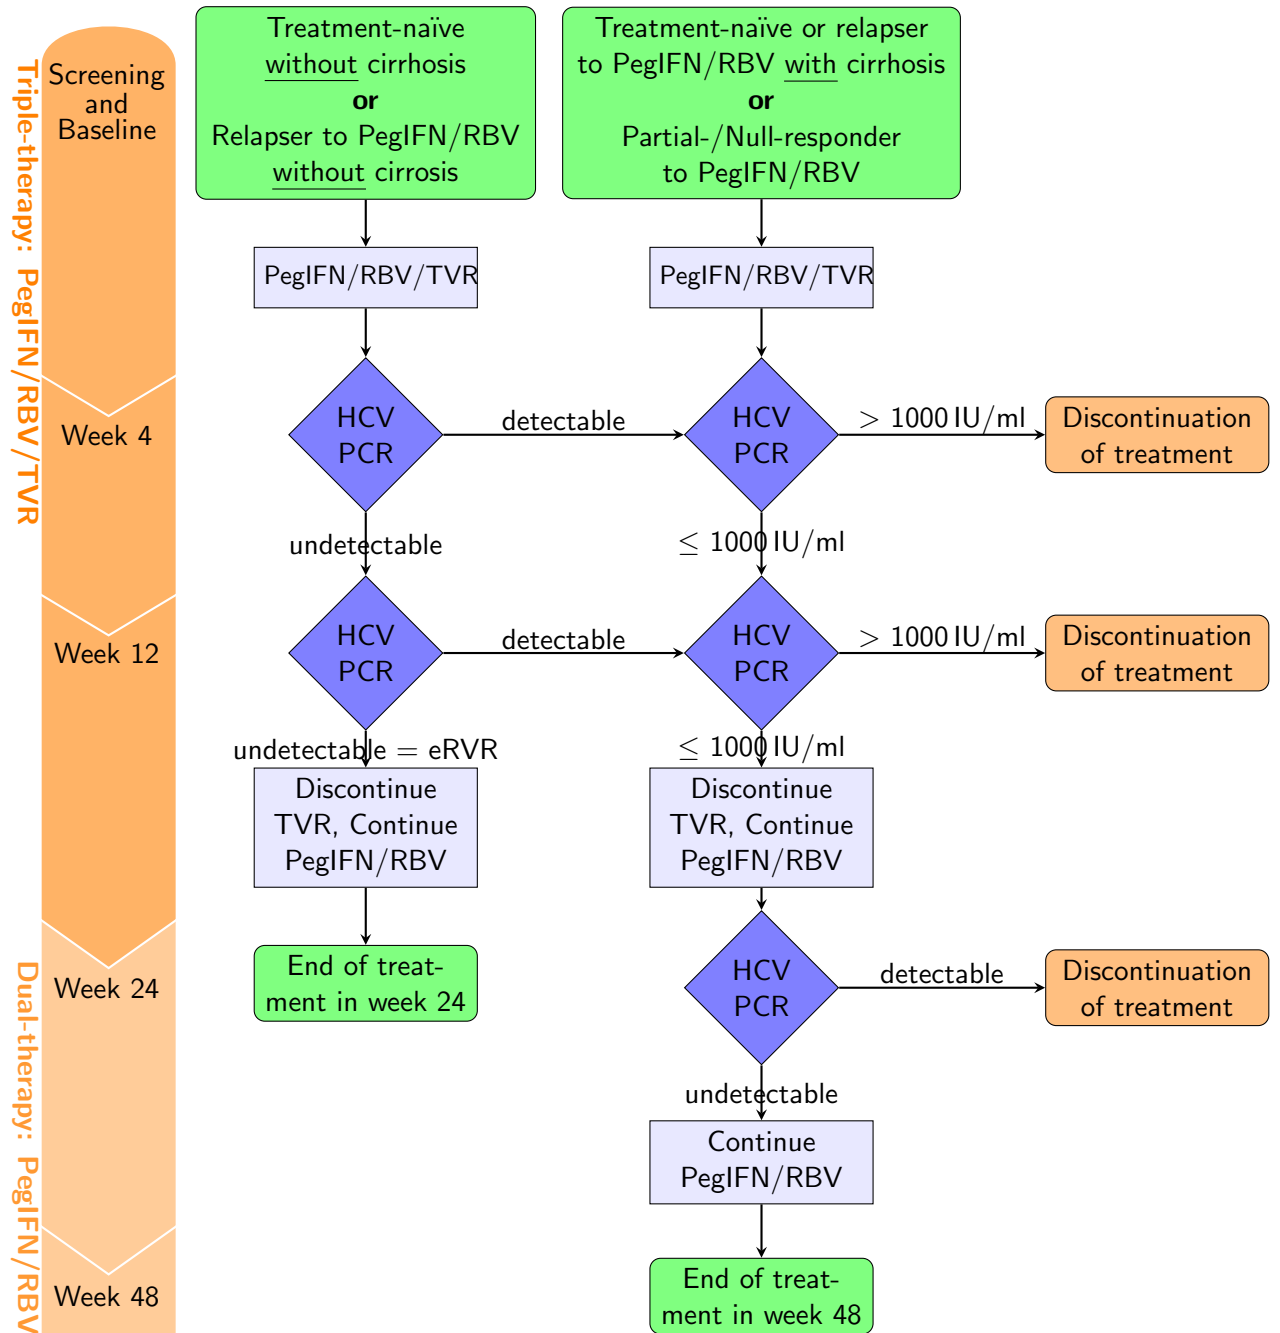 Triple-therapy: PegIFN/RBV/TVR
Dual-therapy: PegIFN/RBV
Screening
and
Baseline
Week 4
Week 12
Week 24
Week 48
Treatment-naïve
without cirrhosis
or
Relapser to PegIFN/RBV
without cirrosis
Treatment-naïve or relapser
to PegIFN/RBV with cirrhosis
or
Partial-/Null-responder
to PegIFN/RBV
PegIFN/RBV/TVR
PegIFN/RBV/TVR
HCV
PCR
detectable
HCV
PCR
> 1000 IU/ml
Discontinuation
of treatment
undetectable
≤ 1000 IU/ml
HCV
PCR
detectable
HCV
PCR
> 1000 IU/ml
Discontinuation
of treatment
undetectable = eRVR
≤ 1000 IU/ml
Discontinue
TVR, Continue
PegIFN/RBV
Discontinue
TVR, Continue
PegIFN/RBV
End of treat-
ment in week 24
HCV
PCR
detectable
Discontinuation
of treatment
undetectable
Continue
PegIFN/RBV
End of treat-
ment in week 48